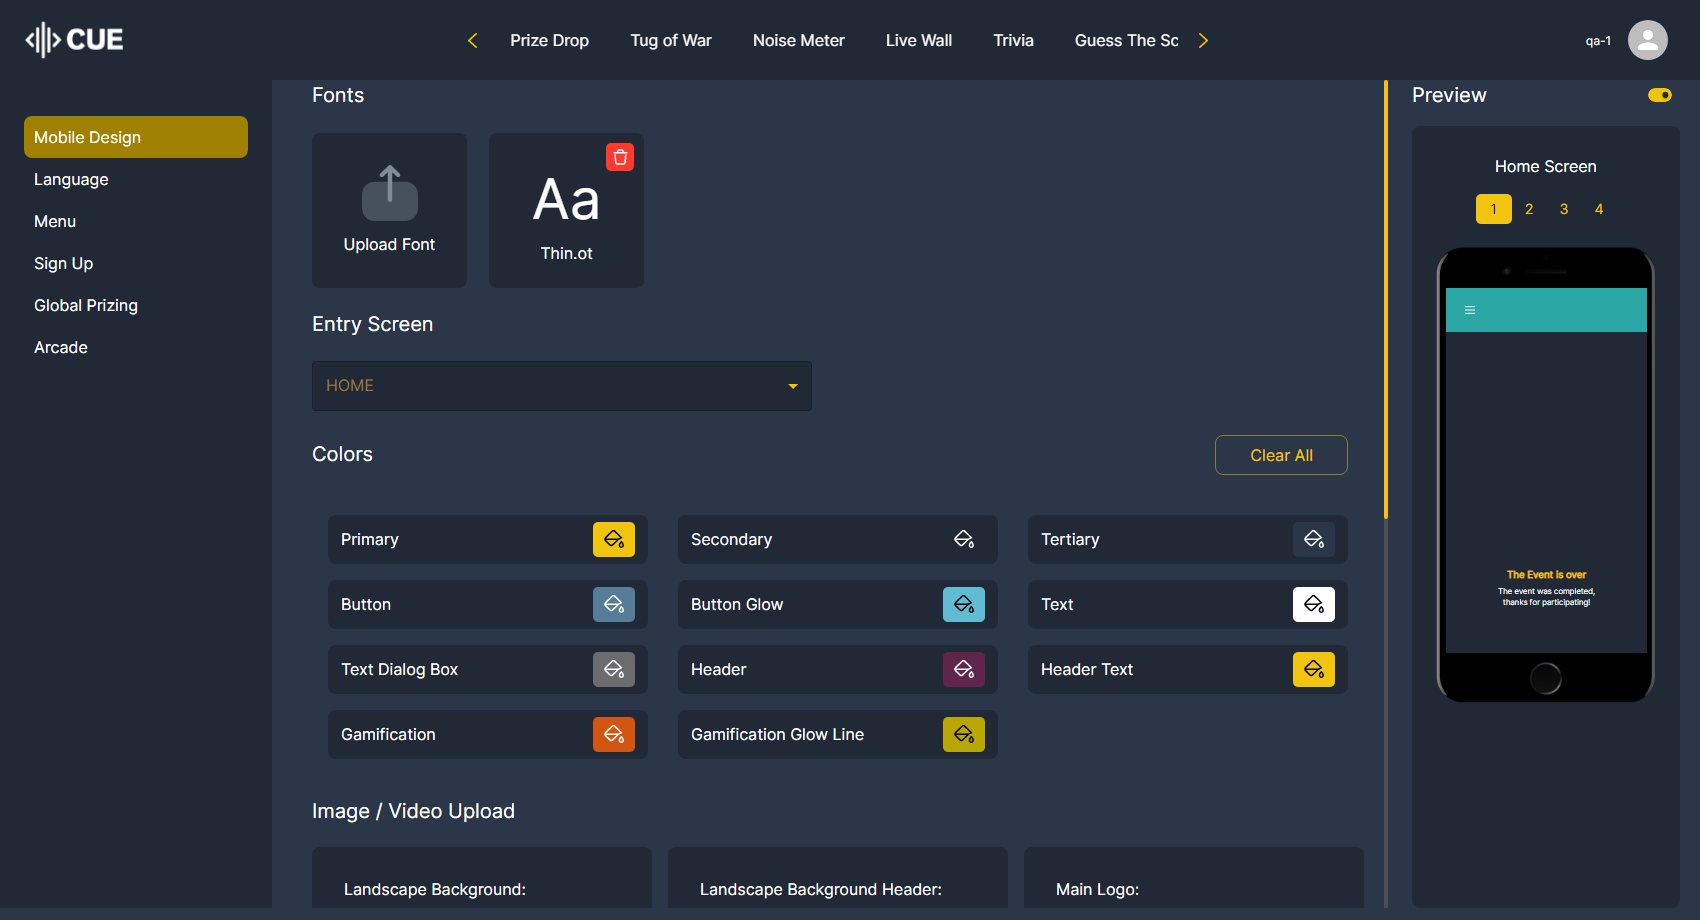 CUE
Prize Drop
Tug of War
Noise Meter
Live Wall
Trivia
Guess The Sc
qa-1
Mobile Design
Language
Menu
Sign Up
Global Prizing
Arcade
Fonts
Upload Font
Aa
Thin.ot
Entry Screen
HOME
Colors
Clear All
Primary
Secondary
Tertiary
Button
Button Glow
Text
Text Dialog Box
Header
Header Text
Gamification
Gamification Glow Line
Image / Video Upload
Landscape Background:
Landscape Background Header:
Main Logo:
Preview
Home Screen
1 2 3 4
The Event is over
The event was completed,
thanks for participating!